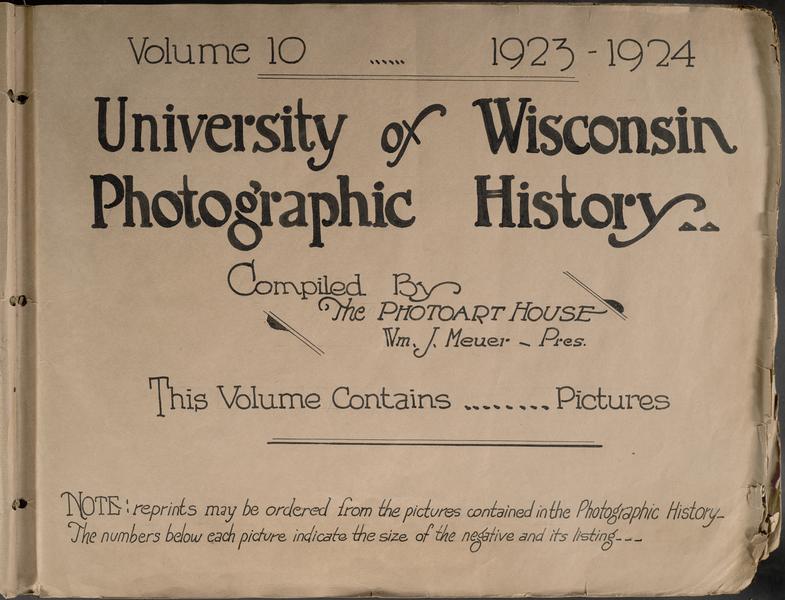 Volume 10 ...... 1923 - 1924
University of Wisconsin
Photographic History..
Compiled By
The PHOTOART HOUSE
Wm. J. Meuer - Pres.
This Volume Contains ........ Pictures
NOTE: reprints may be ordered from the pictures contained in the Photographic History-
The numbers below each picture indicate the size of the negative and its listing---